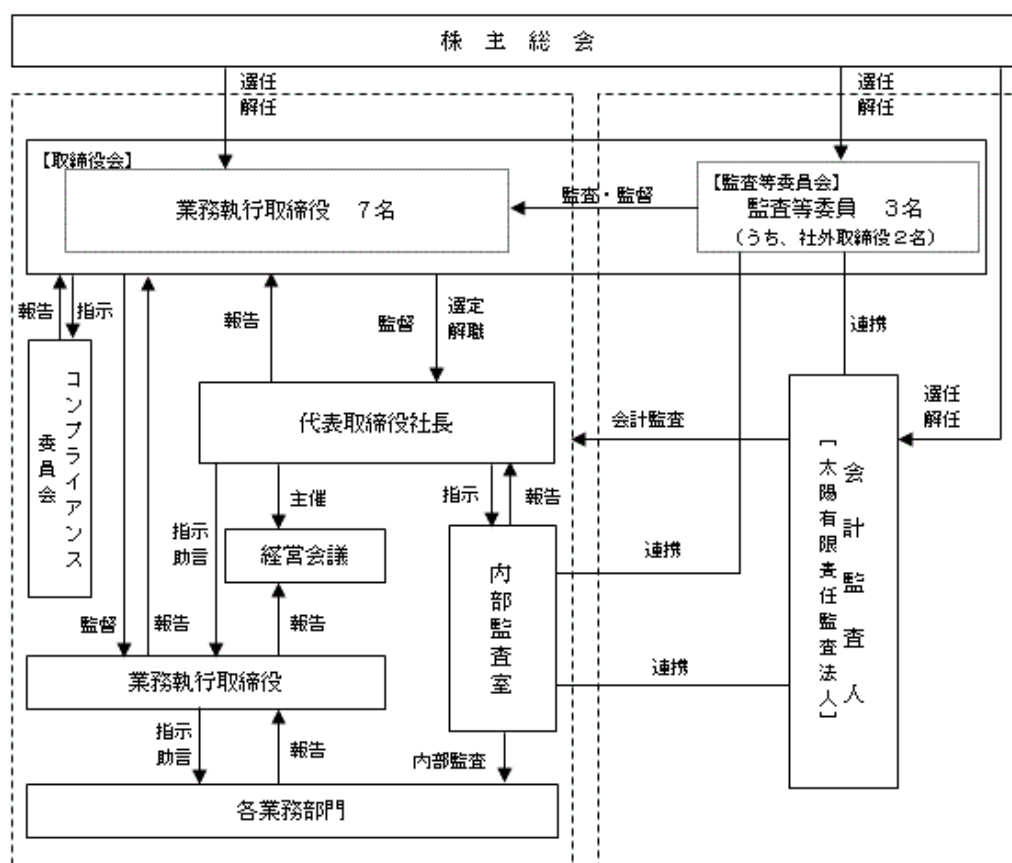 株主総会
選任
解任
選任
解任
【取締役会】
業務執行取締役 7名
監査・監督
【監査等委員会】
監査等委員 3名
(うち、社外取締役2名)
報告
指示
報告
監督
選定
解職
連携
コンプライアンス
委員会
代表取締役社長
会計監査
選任
解任
指示
助言
主催
指示
報告
経営会議
内部監査室
連携
会計監査人
[太陽有限責任監査法人]
監督
報告
報告
連携
業務執行取締役
指示
助言
報告
内部監査
各業務部門